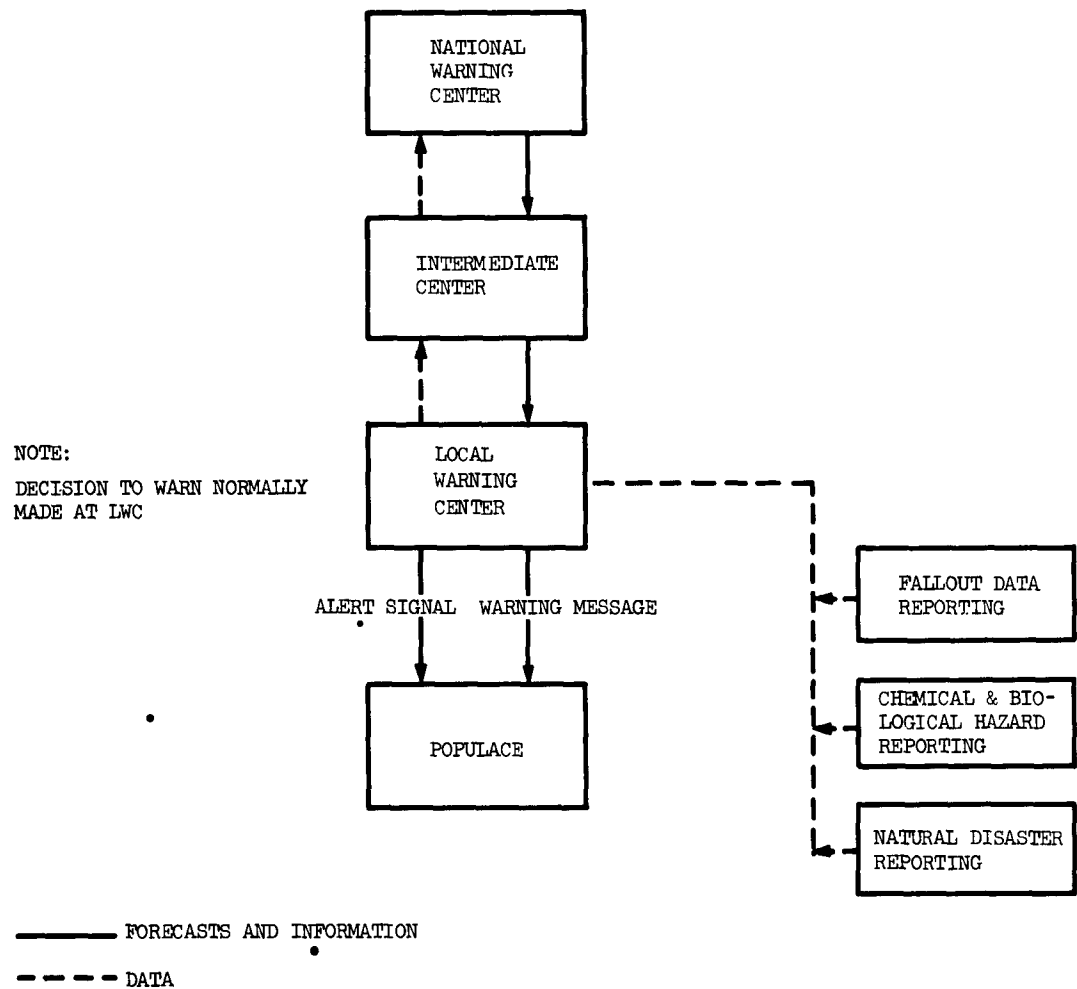 NATIONAL
WARNING
CENTER
INTERMEDIATE
CENTER
NOTE:
DECISION TO WARN NORMALLY
MADE AT LWC
LOCAL
WARNING
CENTER
ALERT SIGNAL WARNING MESSAGE
POPULACE
FALLOUT DATA
REPORTING
CHEMICAL & BIO-
LOGICAL HAZARD
REPORTING
NATURAL DISASTER
REPORTING
FORECASTS AND INFORMATION
DATA